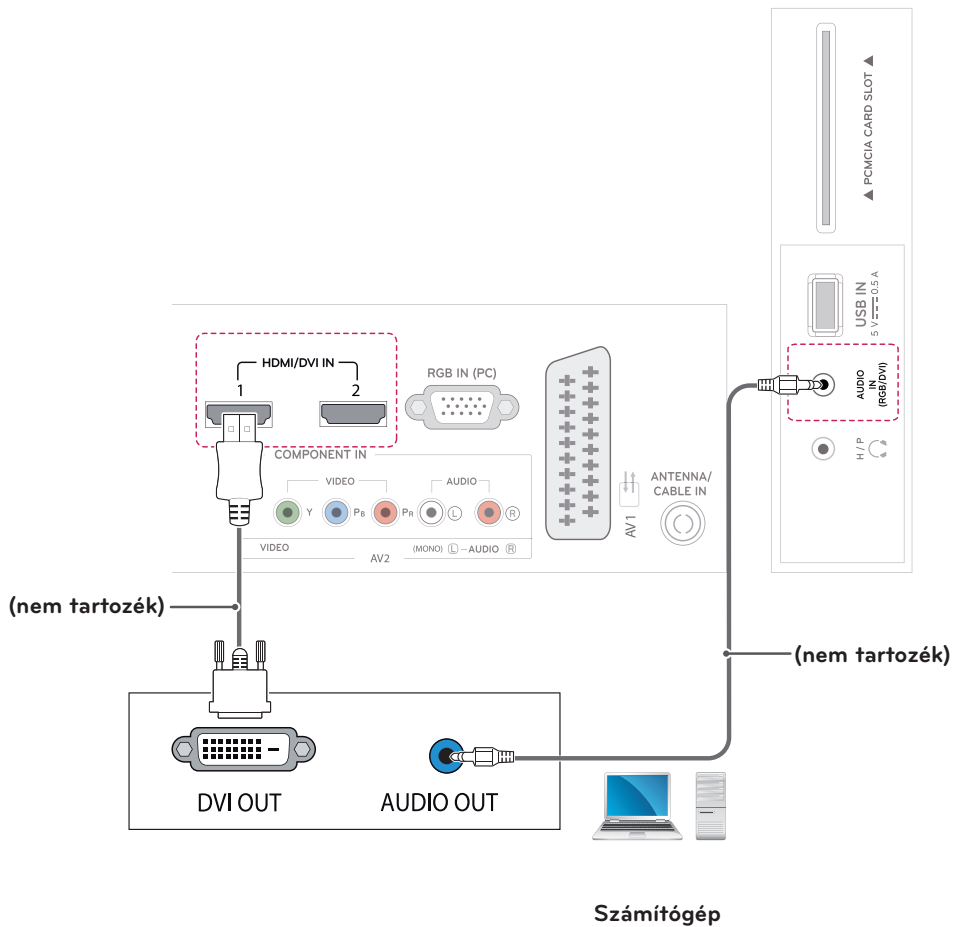 ▲ PCMCIA CARD SLOT ▲
USB IN
5 V 0.5 A
AUDIO
IN
(RGB/DVI)
H/P
HDMI/DVI IN
1 2
RGB IN (PC)
COMPONENT IN
VIDEO AUDIO
Y PB PR L R
VIDEO
AV2
(MONO) L – AUDIO R
AV1
ANTENNA/
CABLE IN
(nem tartozék)
(nem tartozék)
DVI OUT
AUDIO OUT
Számítógép